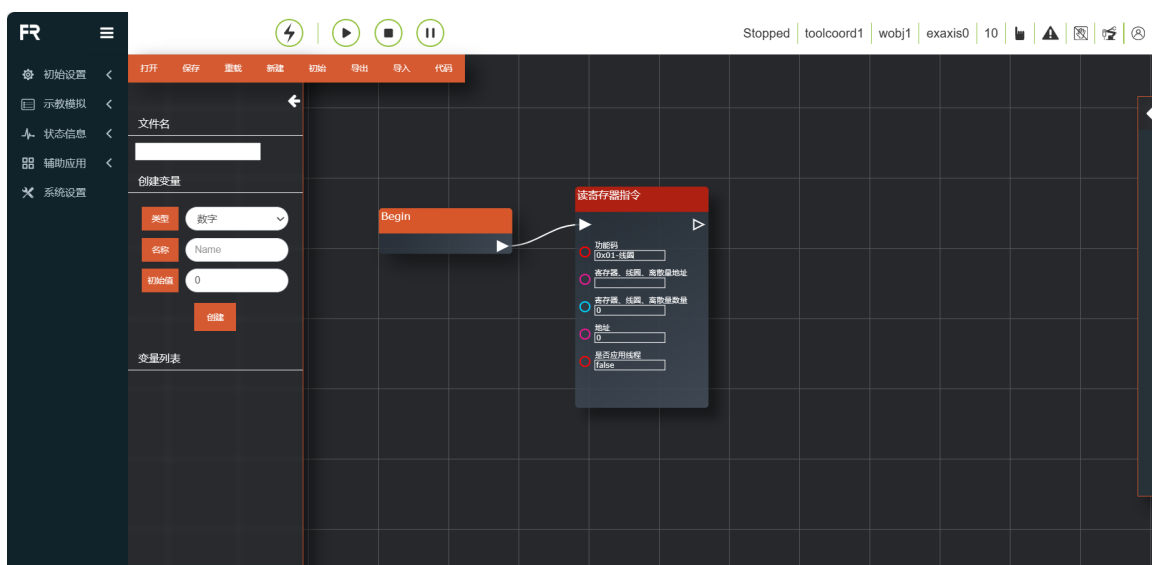 FR
Stopped toolcoord1 wobj1 exaxis0 10
初始设置
示教模拟
状态信息
辅助应用
系统设置
打开 保存 重载 新建 初始 导出 导入 代码
文件名
创建变量
类型 数字
名称 Name
初始值 0
创建
变量列表
Begin
读寄存器指令
功能码
0x01-线圈
寄存器、线圈、离散量地址
寄存器、线圈、离散量数量
0
地址
0
是否应用线程
false